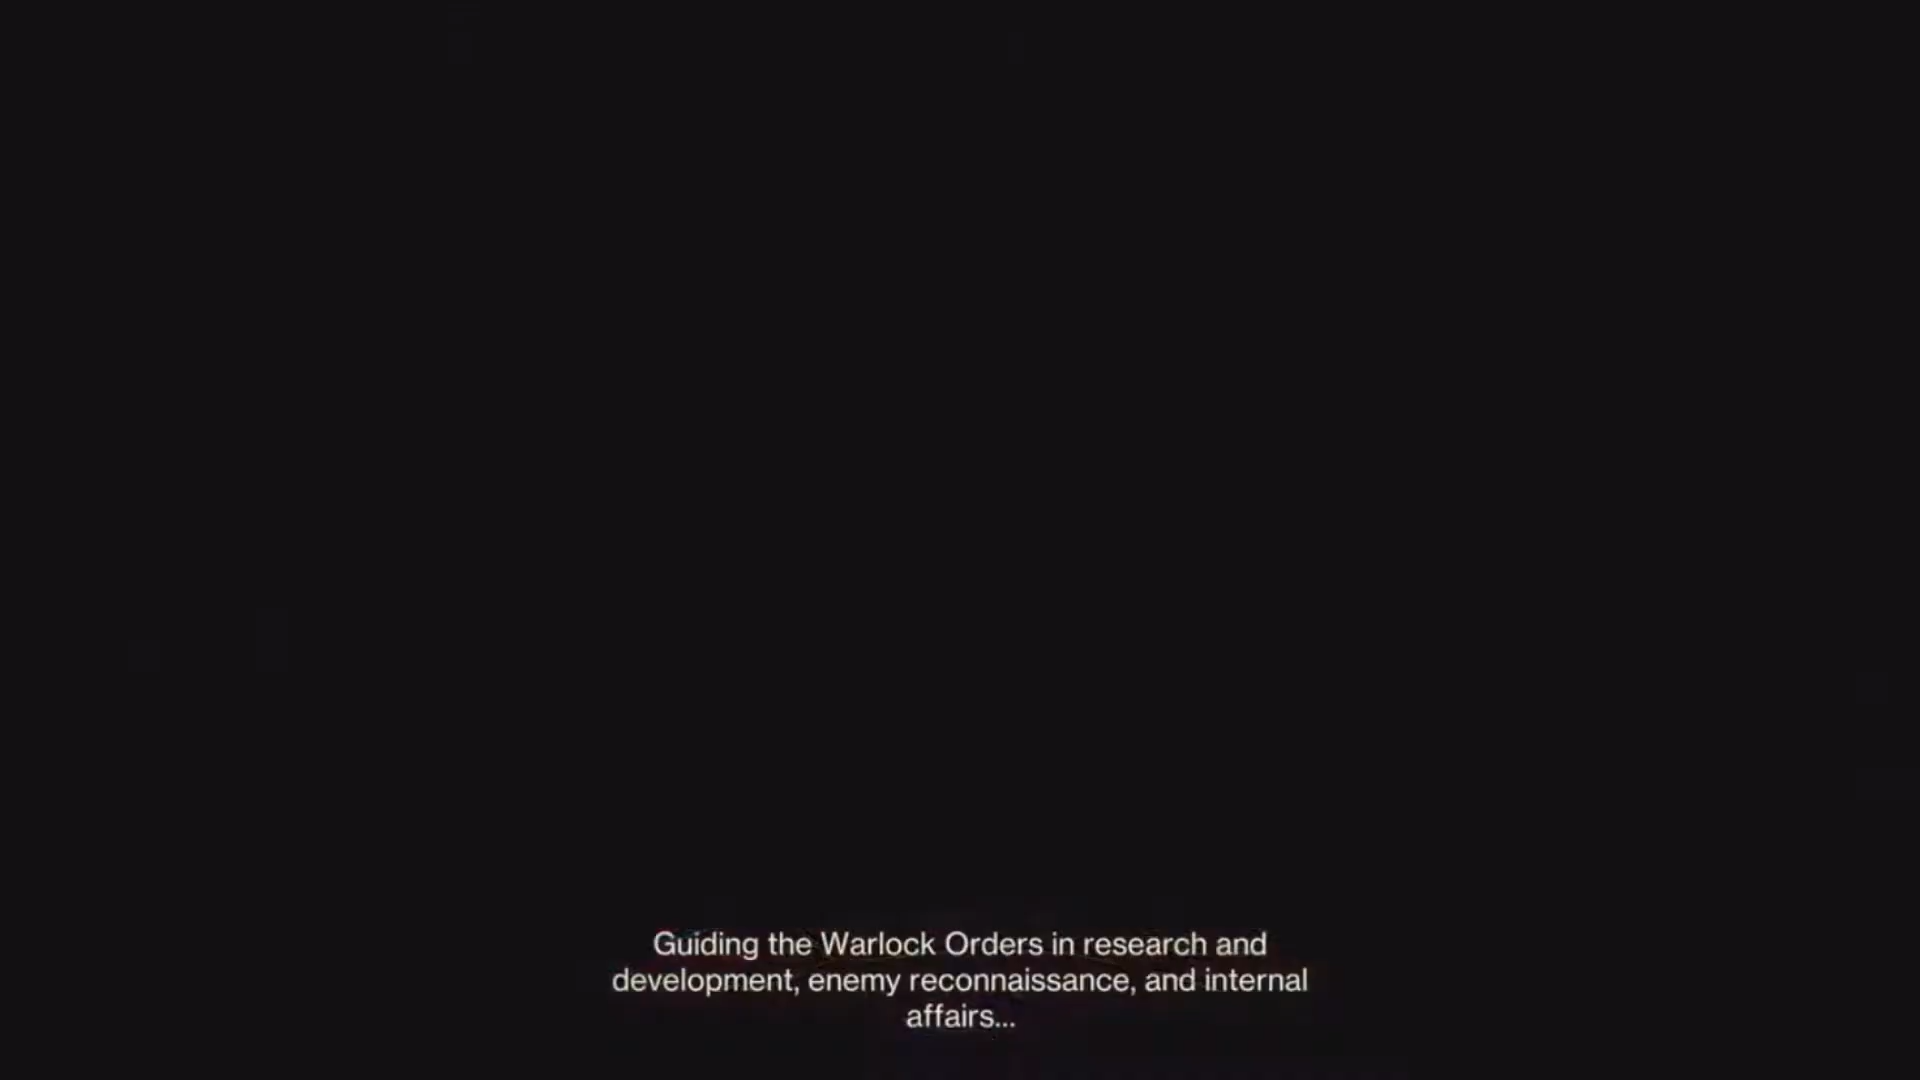 Guiding the Warlock Orders in research and
development, enemy reconnaissance, and internal
affairs...